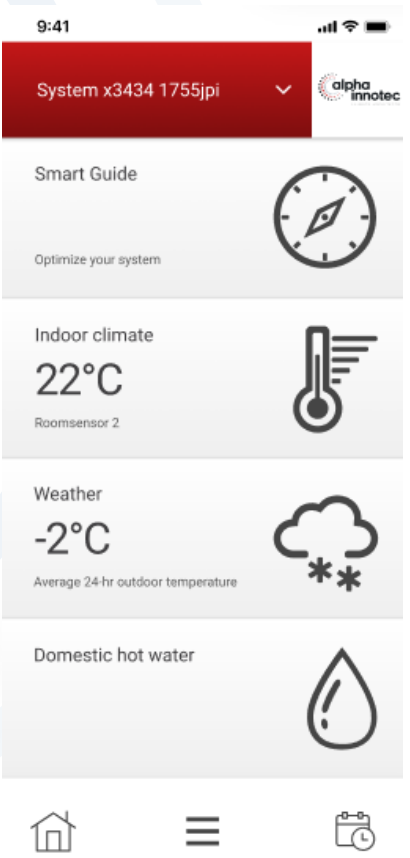 9:41
System x3434 1755jpi
alpha
innotec
Smart Guide
Optimize your system
Indoor climate
22°C
Roomsensor 2
Weather
-2°C
Average 24-hr outdoor temperature
Domestic hot water